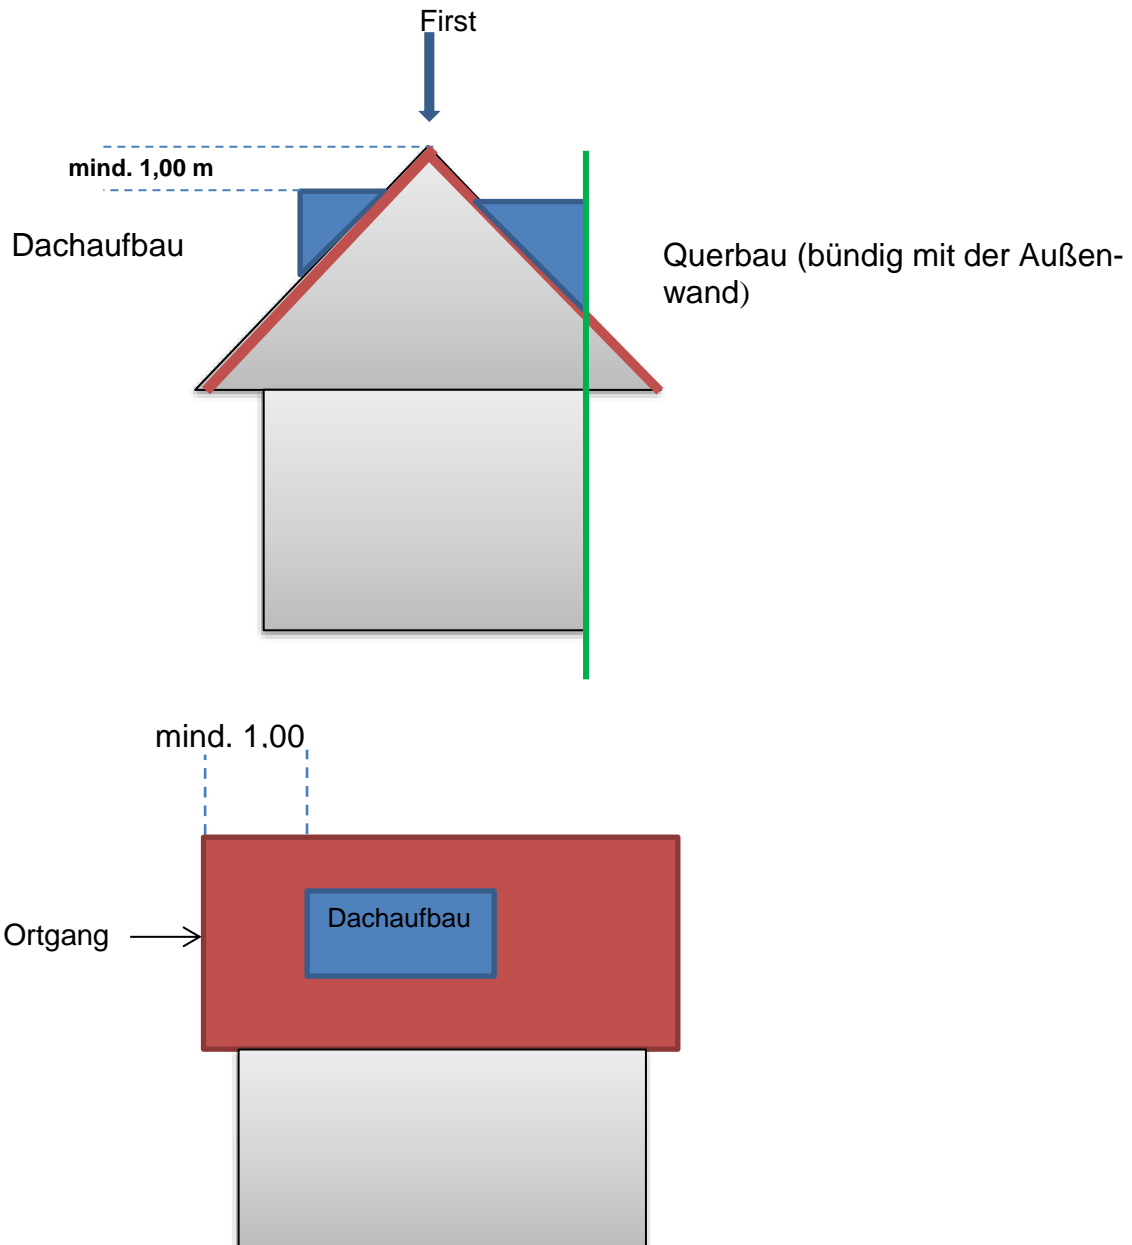 First
mind. 1,00 m
Dachaufbau
Querbau (bündig mit der Außen-
wand)
mind. 1,00
Dachaufbau
Ortgang